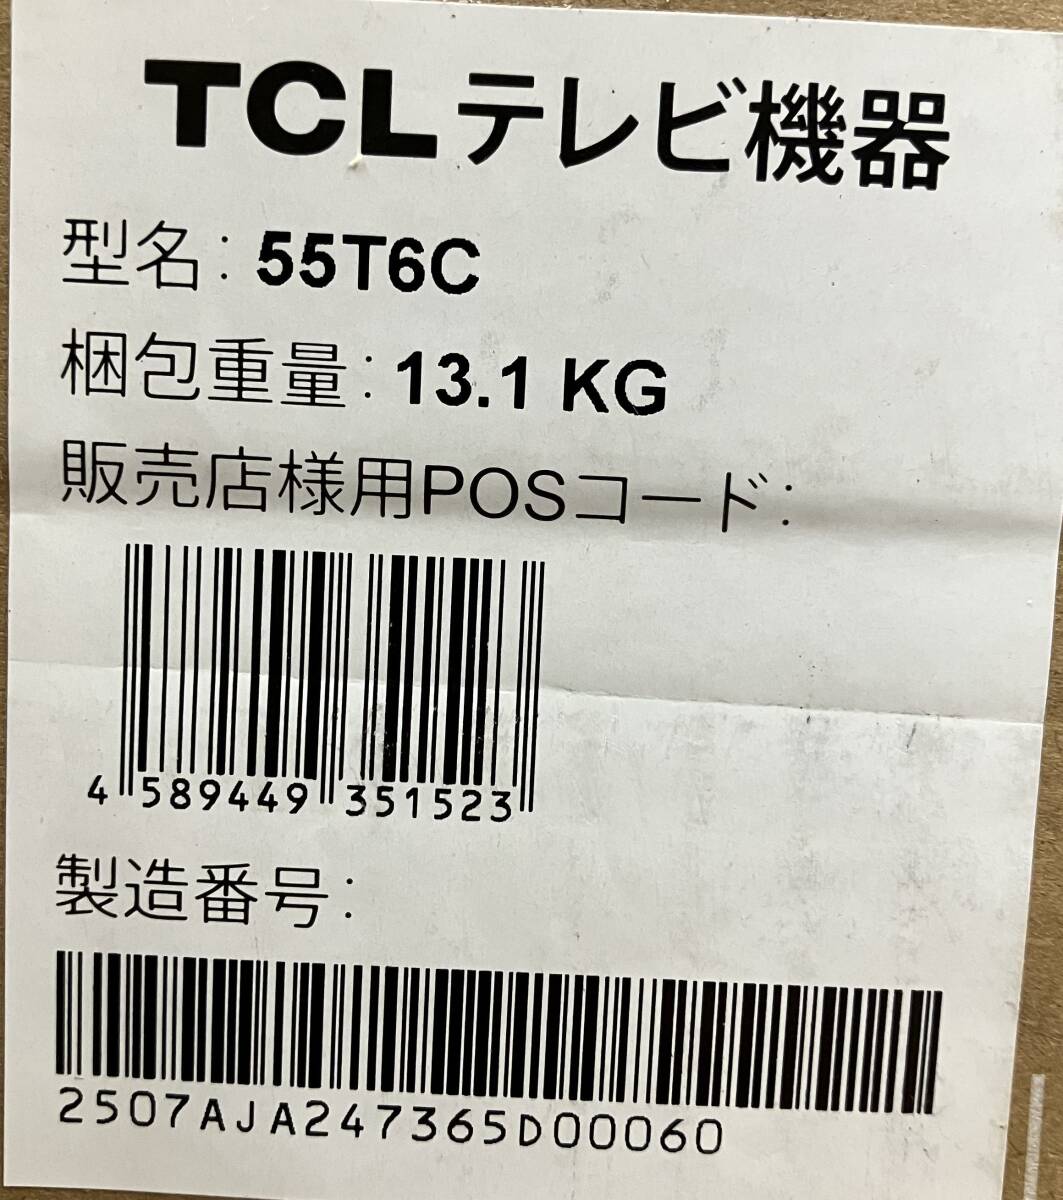 TCLテレビ機器
型名: 55T6C
梱包重量: 13.1 KG
販売店様用POSコード:
4 589449 351523
製造番号:
2507AJA247365D00060